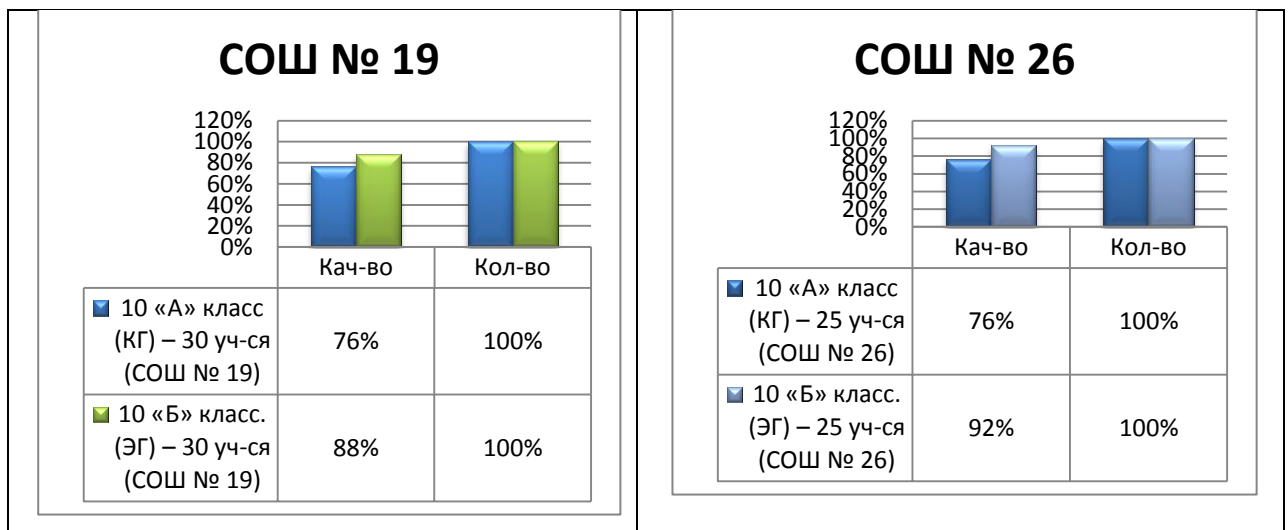 СОШ № 19
120%
100%
80%
60%
40%
20%
0%
Кач-во Кол-во
10 «А» класс
(КГ) – 30 уч-ся
(СОШ № 19)
76% 100%
10 «Б» класс.
(ЭГ) – 30 уч-ся
(СОШ № 19)
88% 100%
СОШ № 26
120%
100%
80%
60%
40%
20%
0%
Кач-во Кол-во
10 «А» класс
(КГ) – 25 уч-ся
(СОШ № 26)
76% 100%
10 «Б» класс.
(ЭГ) – 25 уч-ся
(СОШ № 26)
92% 100%